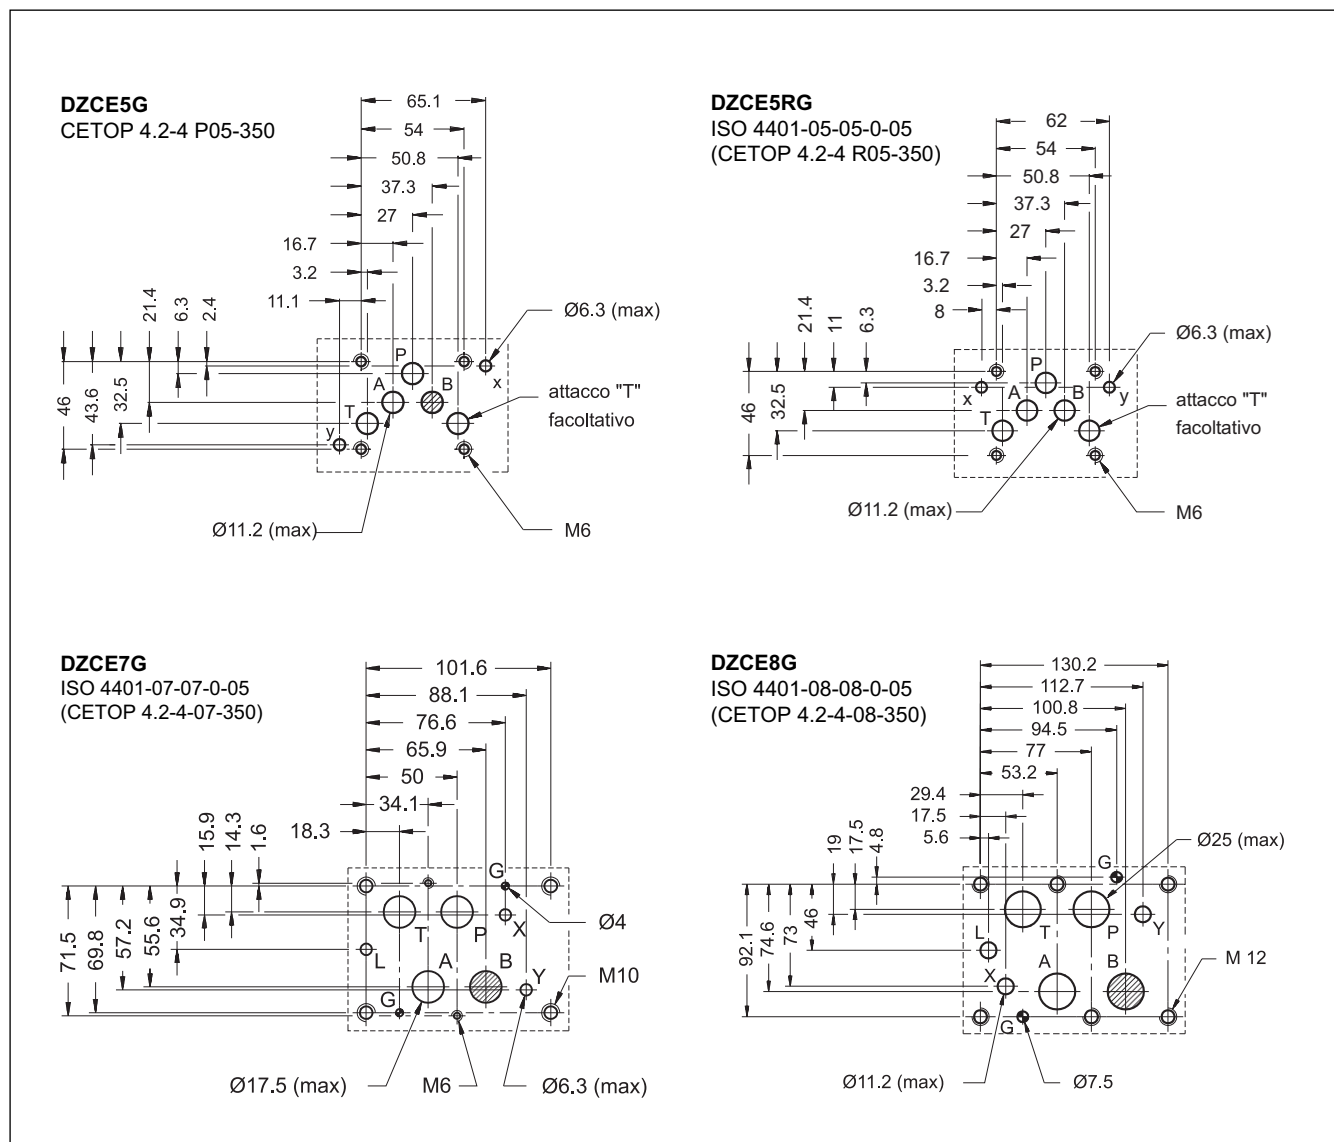 DZCE5G
CETOP 4.2-4 P05-350
65.1
54
50.8
37.3
27
16.7
3.2
11.1
21.4
6.3
2.4
Ø6.3 (max)
P
x
A
B
attacco "T"
facoltativo
T
y
46
43.6
32.5
Ø11.2 (max)
M6
DZCE5RG
ISO 4401-05-05-0-05
(CETOP 4.2-4 R05-350)
62
54
50.8
37.3
27
16.7
3.2
8
21.4
11
6.3
Ø6.3 (max)
P
x
A
B
y
attacco "T"
facoltativo
T
46
32.5
Ø11.2 (max)
M6
DZCE7G
ISO 4401-07-07-0-05
(CETOP 4.2-4-07-350)
101.6
88.1
76.6
65.9
50
34.1
18.3
15.9
14.3
1.6
G
Ø4
T
P
X
L
A
B
Y
M10
G
71.5
69.8
57.2
55.6
34.9
Ø17.5 (max)
M6
Ø6.3 (max)
DZCE8G
ISO 4401-08-08-0-05
(CETOP 4.2-4-08-350)
130.2
112.7
100.8
94.5
77
53.2
29.4
17.5
5.6
19
17.5
4.8
Ø25 (max)
G
L
T
P
Y
X
A
B
M 12
G
92.1
74.6
73
46
Ø11.2 (max)
Ø7.5